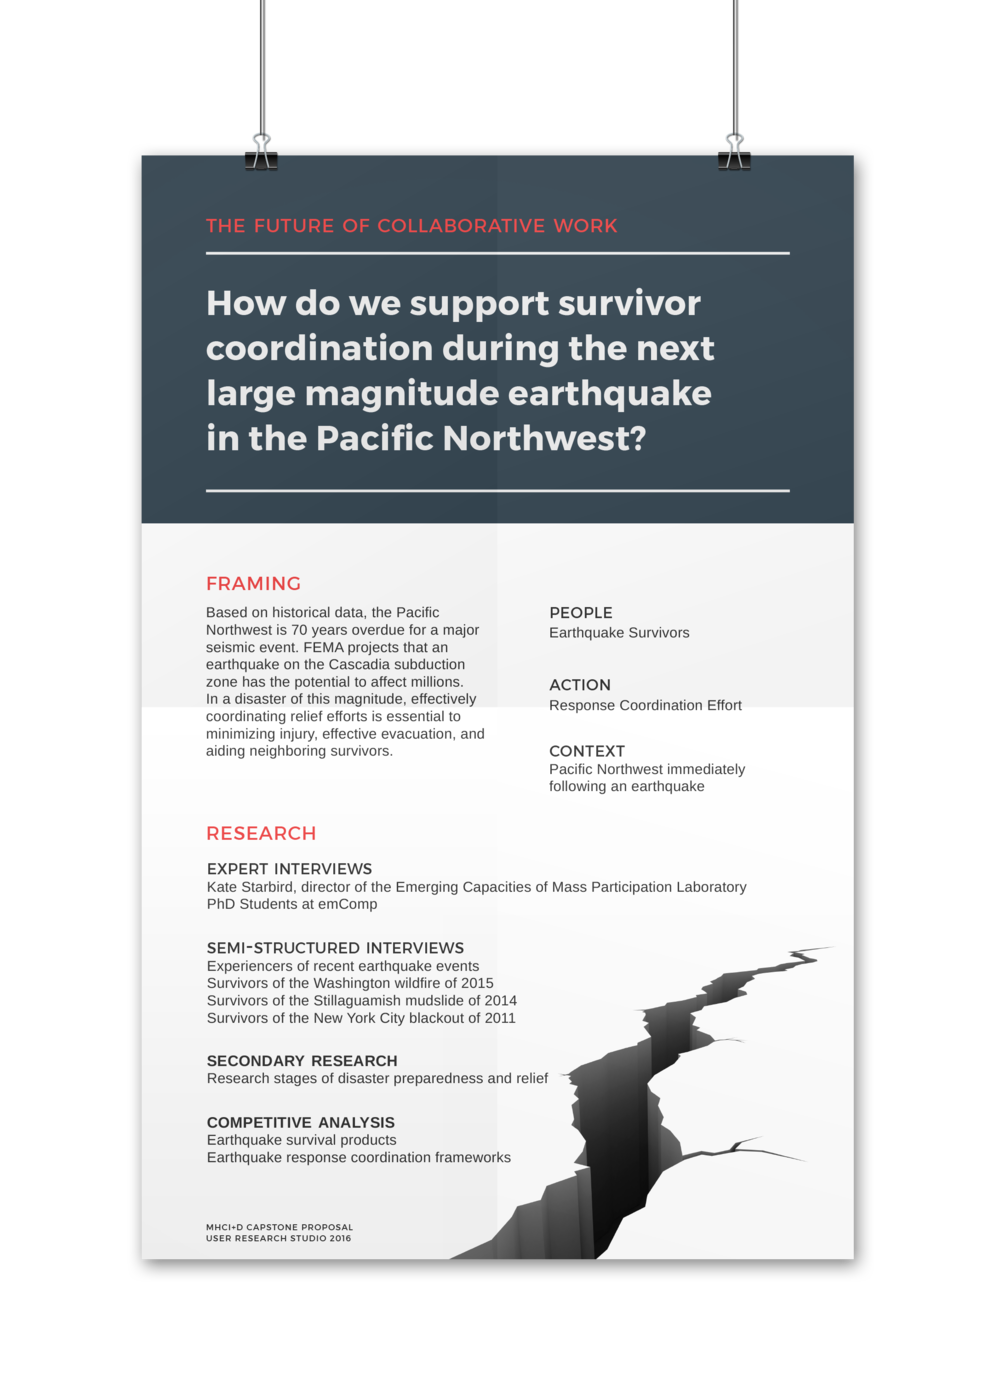 THE FUTURE OF COLLABORATIVE WORK
How do we support survivor
coordination during the next
large magnitude earthquake
in the Pacific Northwest?
FRAMING
Based on historical data, the Pacific
Northwest is 70 years overdue for a major
seismic event. FEMA projects that an
earthquake on the Cascadia subduction
zone has the potential to affect millions.
In a disaster of this magnitude, effectively
coordinating relief efforts is essential to
minimizing injury, effective evacuation, and
aiding neighboring survivors.
PEOPLE
Earthquake Survivors
ACTION
Response Coordination Effort
CONTEXT
Pacific Northwest immediately
following an earthquake
RESEARCH
EXPERT INTERVIEWS
Kate Starbird, director of the Emerging Capacities of Mass Participation Laboratory
PhD Students at emComp
SEMI-STRUCTURED INTERVIEWS
Experiencers of recent earthquake events
Survivors of the Washington wildfire of 2015
Survivors of the Stillaguamish mudslide of 2014
Survivors of the New York City blackout of 2011
SECONDARY RESEARCH
Research stages of disaster preparedness and relief
COMPETITIVE ANALYSIS
Earthquake survival products
Earthquake response coordination frameworks
MHCI+D CAPSTONE PROPOSAL
USER RESEARCH STUDIO 2016